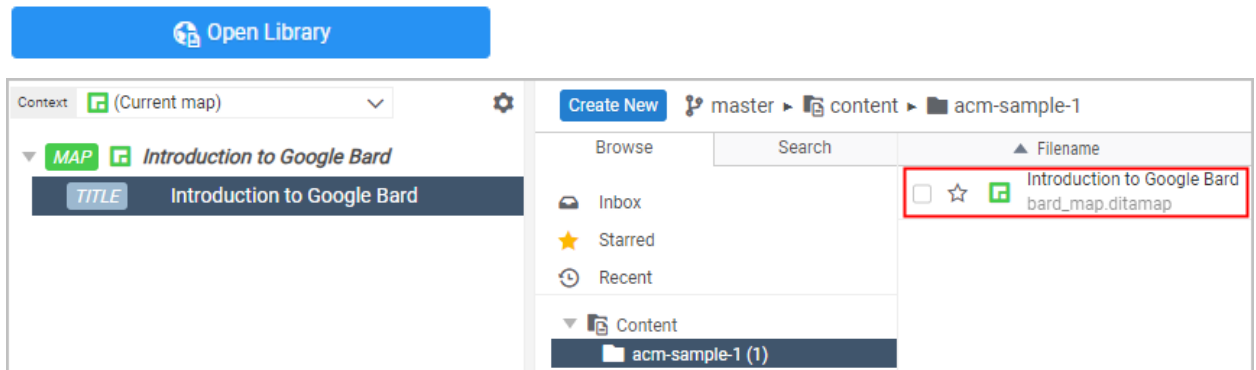 Open Library
Context (Current map)
MAP Introduction to Google Bard
TITLE Introduction to Google Bard
Create New master ▸ content ▸ acm-sample-1
Browse Search
Inbox
Starred
Recent
Content
acm-sample-1 (1)
Filename
Introduction to Google Bard
bard_map.ditamap